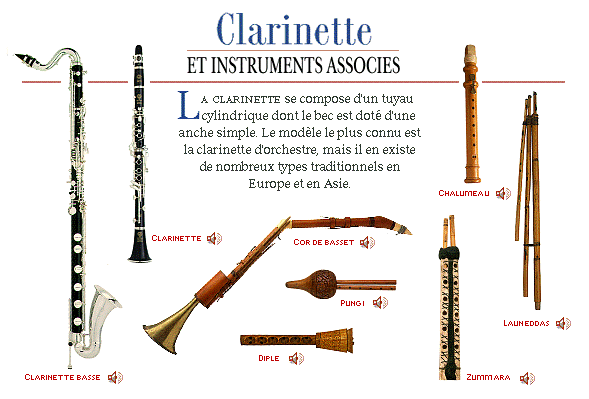 Clarinette
ET INSTRUMENTS ASSOCIES
LA CLARINETTE se compose d'un tuyau
cylindrique dont le bec est doté d'une
anche simple. Le modèle le plus connu est
la clarinette d'orchestre, mais il en existe
de nombreux types traditionnels en
Europe et en Asie.
CHALUMEAU
CLARINETTE
COR DE BASSET
PUNGI
LAUNEDDAS
DIPLE
CLARINETTE BASSE
ZUMMARA